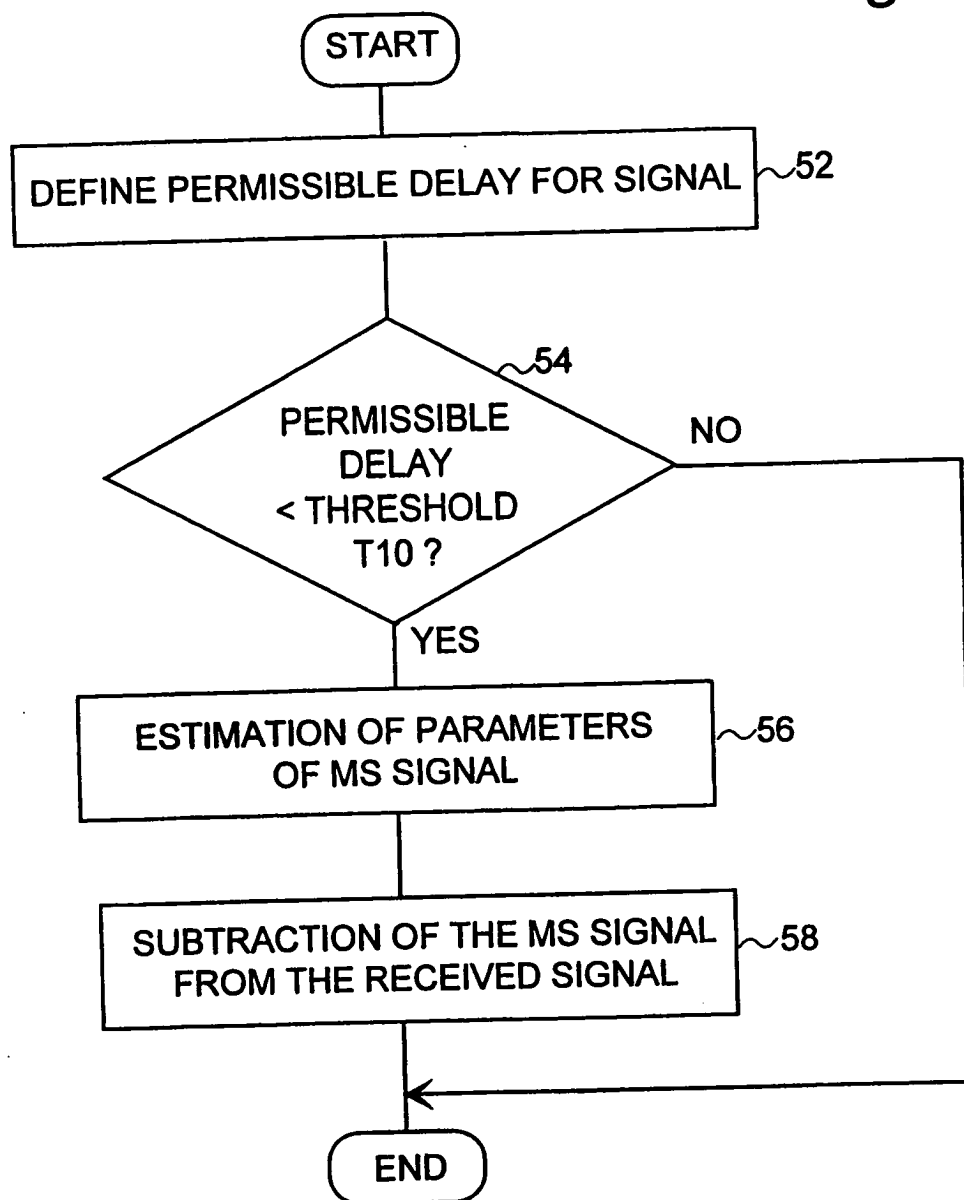 START
DEFINE PERMISSIBLE DELAY FOR SIGNAL
52
54
PERMISSIBLE
DELAY
< THRESHOLD
T10 ?
NO
YES
ESTIMATION OF PARAMETERS
OF MS SIGNAL
56
SUBTRACTION OF THE MS SIGNAL
FROM THE RECEIVED SIGNAL
58
END